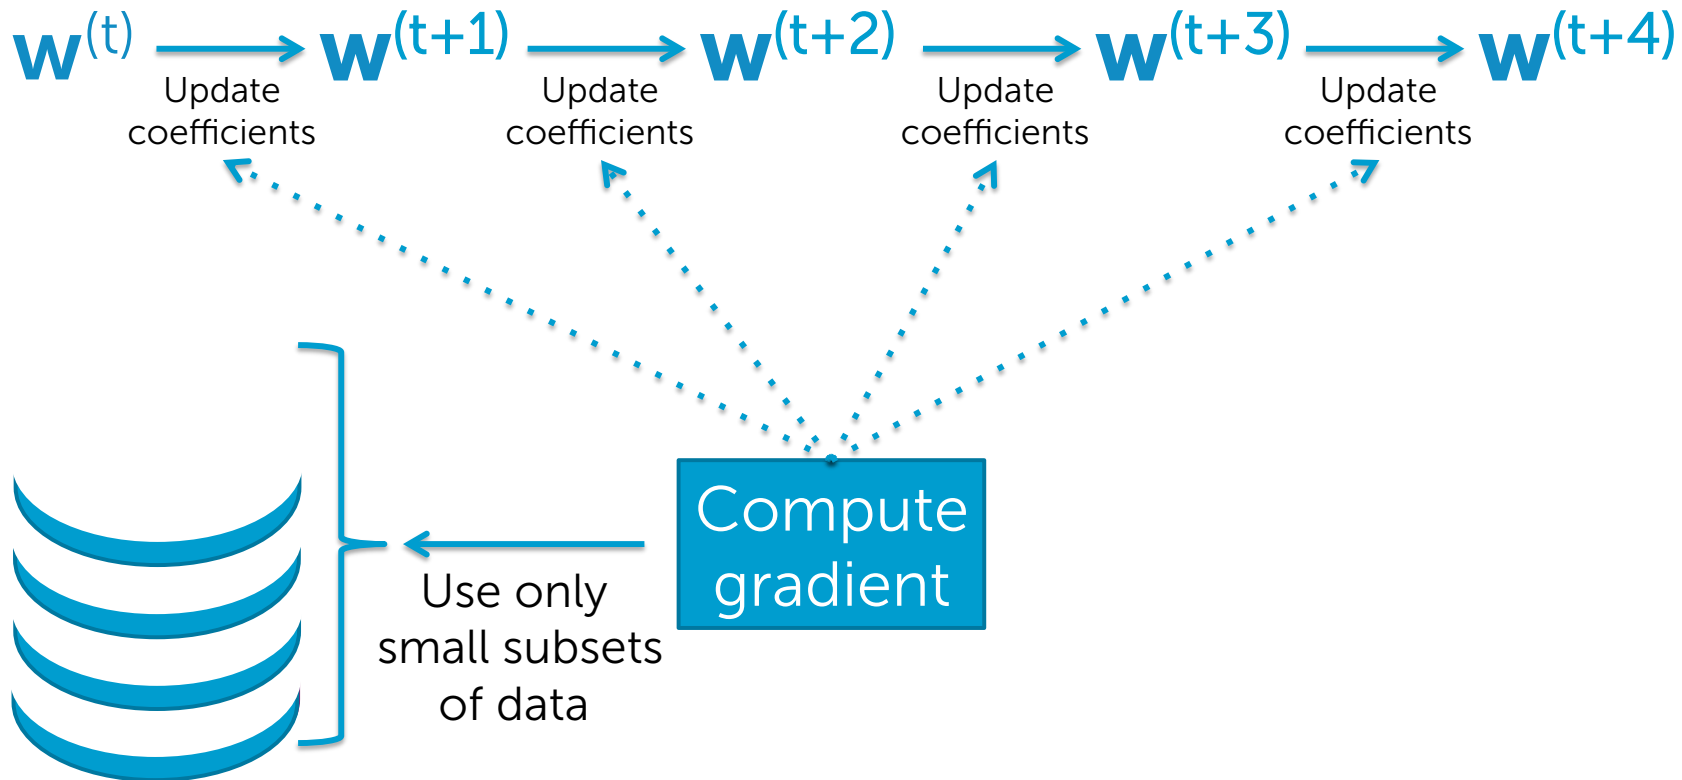 w(t) w(t+1) w(t+2) w(t+3) w(t+4)
Update Update Update Update
coefficients coefficients coefficients coefficients
Compute
gradient
Use only
small subsets
of data